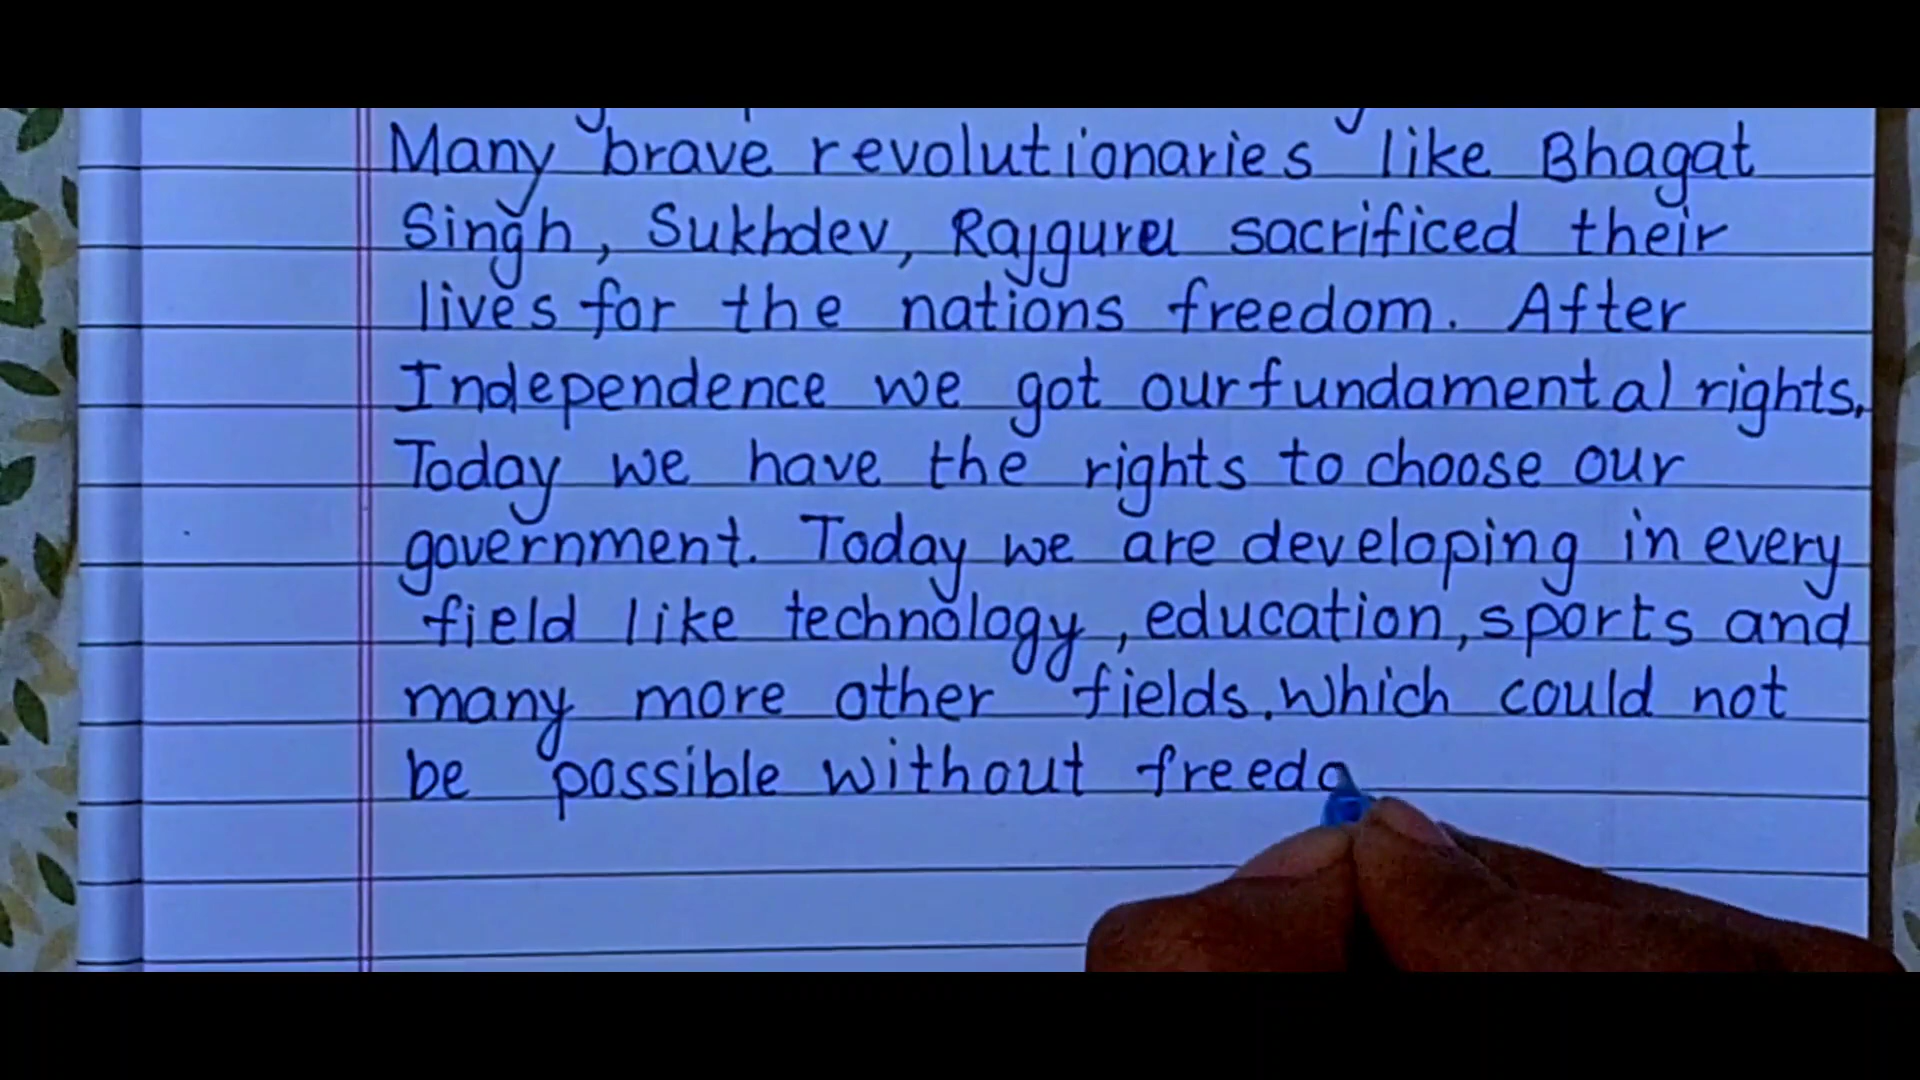 Many brave revolutionaries like Bhagat
Singh, Sukhdev, Rajguru sacrificed their
lives for the nations freedom. After
Independence we got our fundamental rights.
Today we have the rights to choose our
government. Today we are developing in every
field like technology, education, sports and
many more other fields. Which could not
be possible without freedo